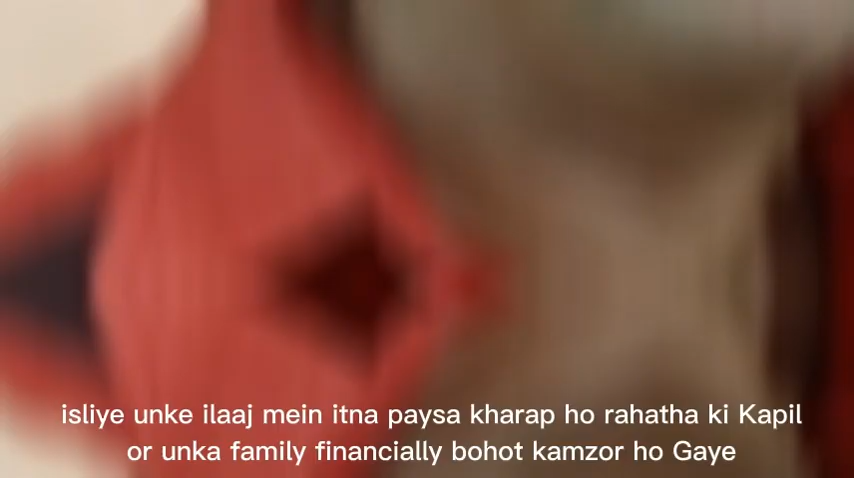 isliye unke ilaaj mein itna paysa kharap ho rahatha ki Kapil
or unka family financially bohot kamzor ho Gaye